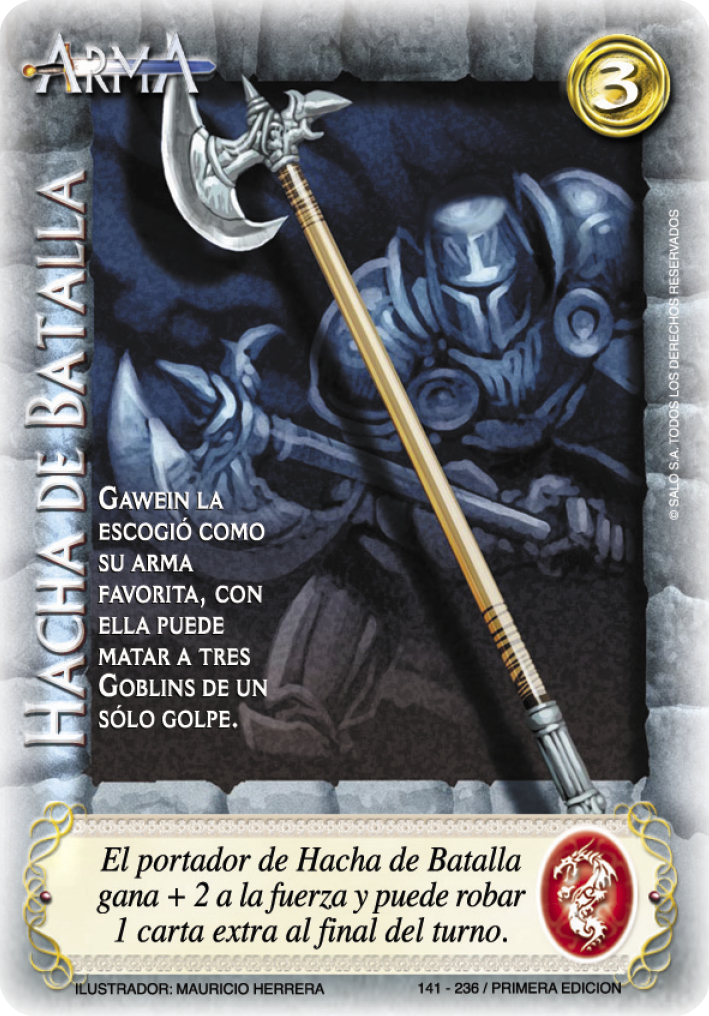 ARMA
3
HACHA DE BATALLA
GAWEIN LA
ESCOGIÓ COMO
SU ARMA
FAVORITA, CON
ELLA PUEDE
MATAR A TRES
GOBLINS DE UN
SÓLO GOLPE.
© SALO S.A. TODOS LOS DERECHOS RESERVADOS
El portador de Hacha de Batalla
gana + 2 a la fuerza y puede robar
1 carta extra al final del turno.
ILUSTRADOR: MAURICIO HERRERA
141 - 236 / PRIMERA EDICION